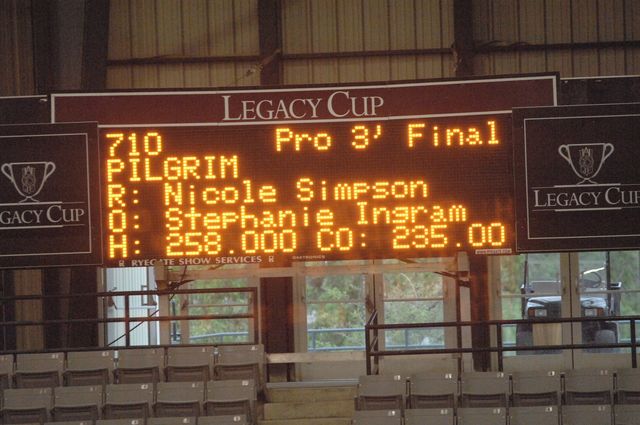 LEGACY CUP
710 Pro 3' Final
PILGRIM
R: Nicole Simpson
O: Stephanie Ingram
H: 258.000 CO: 235.00
RYEGATE SHOW SERVICES
DAKTRONICS
LEGACY CUP
LEGACY CUP